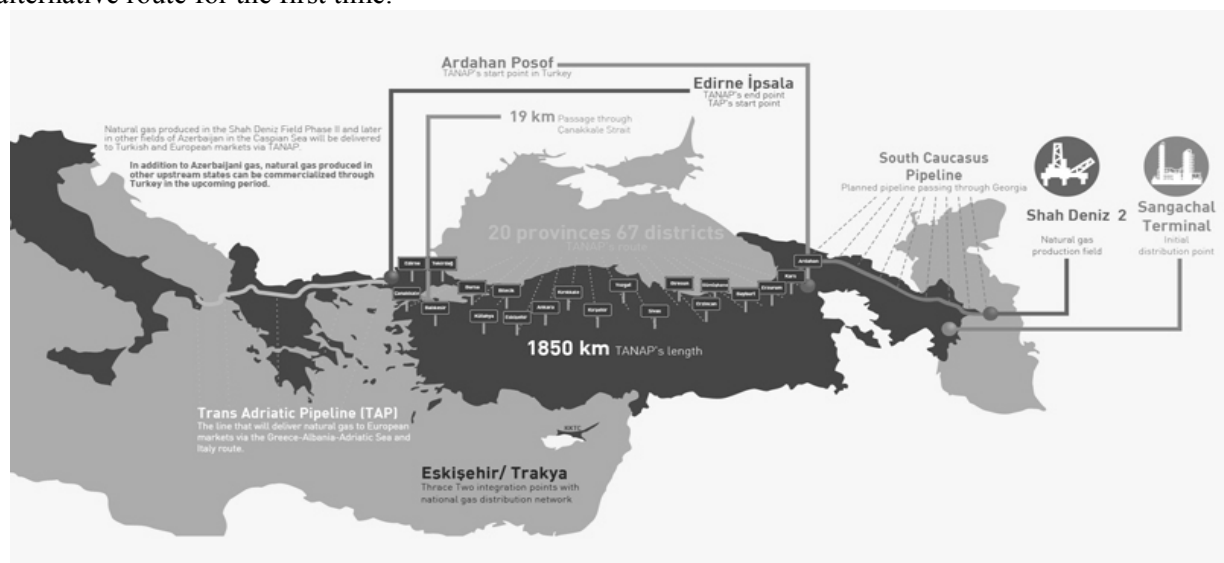 alternative route for the first time.
Ardahan Posof
TANAP's start point in Turkey
Edirne İpsala
TANAP's end point
TAP's start point
19 km Passage through
Canakkale Strait
Natural gas produced in the Shah Deniz Field Phase II and later
in other fields of Azerbaijan in the Caspian Sea will be delivered
to Turkish and European markets via TANAP.
In addition to Azerbaijani gas, natural gas produced in
other upstream states can be commercialized through
Turkey in the upcoming period.
South Caucasus
Pipeline
Planned pipeline passing through Georgia
Shah Deniz 2
Natural gas
production field
Sangachal
Terminal
Initial
distribution point
20 provinces 67 districts
TANAP's route
Edirne
Tekirdağ
Çanakkale
Balıkesir
Bursa
Kütahya
Bilecik
Eskişehir
Ankara
Kırıkkale
Kırşehir
Yozgat
Sivas
Giresun
Erzincan
Gümüşhane
Bayburt
Erzurum
Kars
Ardahan
1850 km TANAP's length
Trans Adriatic Pipeline (TAP)
The line that will deliver natural gas to European
markets via the Greece-Albania-Adriatic Sea and
Italy route.
KKTC
Eskişehir/ Trakya
Thrace Two integration points with
national gas distribution network